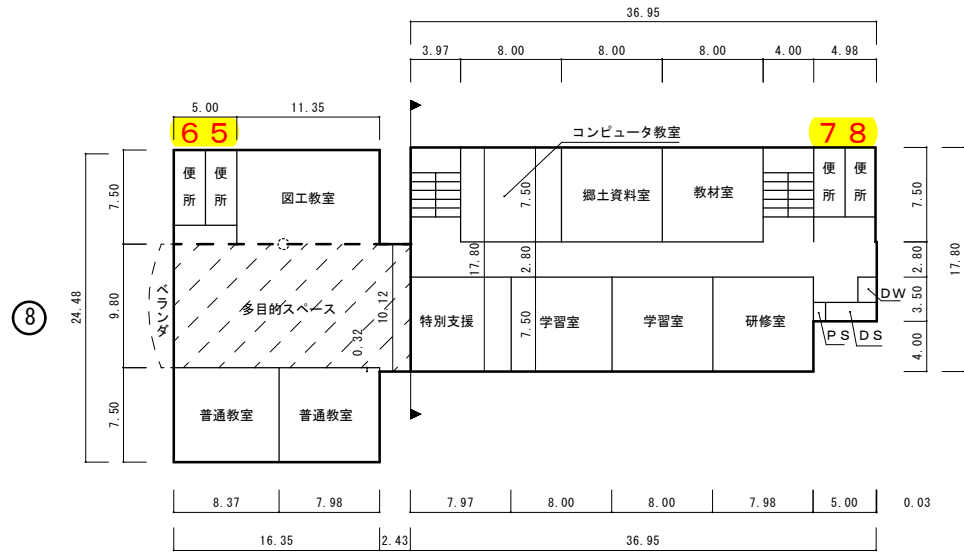 36.95
3.97 8.00 8.00 8.00 4.00 4.98
5.00 11.35
6 5
7 8
コンピュータ教室
便所 便所
図工教室
郷土資料室
教材室
便所 便所
7.50
7.50
7.50
17.80
2.80
2.80
17.80
24.48
9.80
ベランダ
多目的スペース
10.12
0.32
特別支援
7.50
学習室
学習室
研修室
DW
3.50
PS DS
4.00
⑧
普通教室
普通教室
7.50
8.37 7.98 7.97 8.00 8.00 7.98 5.00 0.03
16.35 2.43 36.95